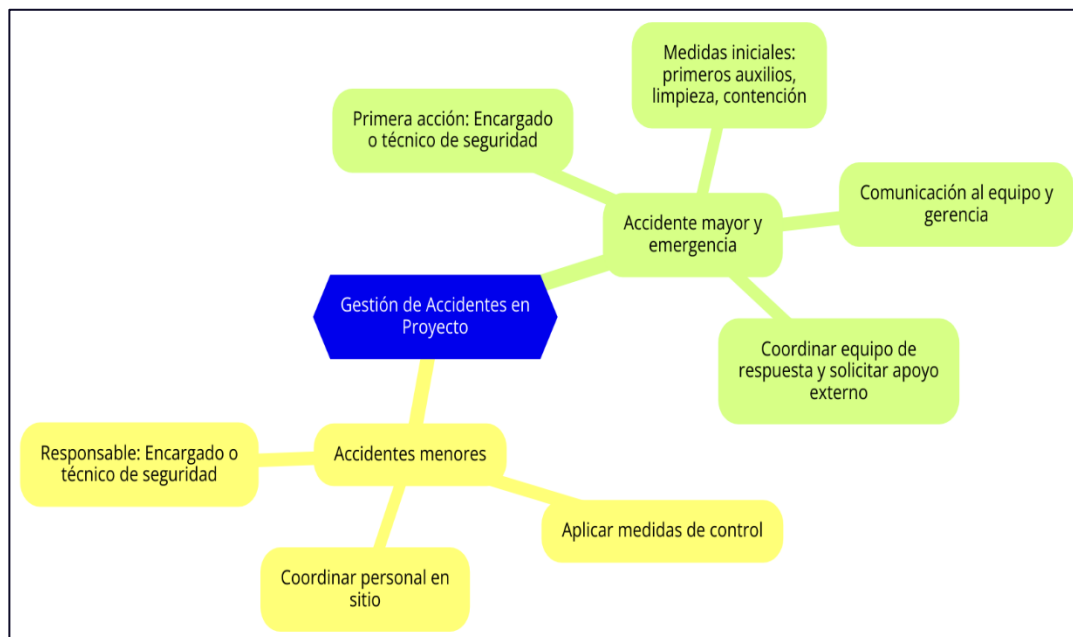 Medidas iniciales:
primeros auxilios,
limpieza, contención
Primera acción: Encargado
o técnico de seguridad
Comunicación al equipo y
gerencia
Accidente mayor y
emergencia
Gestión de Accidentes en
Proyecto
Coordinar equipo de
respuesta y solicitar apoyo
externo
Responsable: Encargado o
técnico de seguridad
Accidentes menores
Aplicar medidas de control
Coordinar personal en
sitio